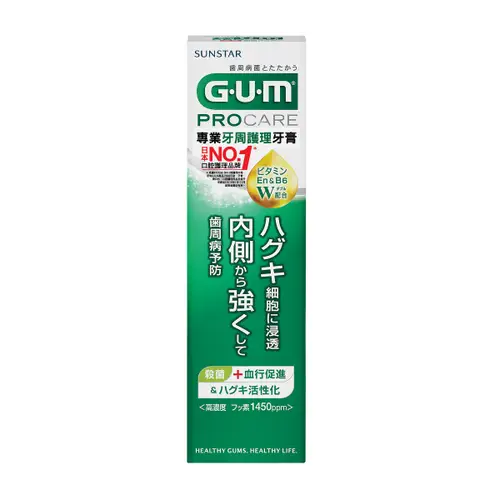 SUNSTAR
歯周病菌とたたかう
G・U・M®
PROCARE
專業牙周護理牙膏
日本NO.1*
口腔護理品牌
ビタミン
En&B6
Wダブル配合
ハグキ細胞に浸透
内側から強くして
歯周病予防
殺菌+血行促進
&ハグキ活性化
<高濃度 フッ素1450ppm>
HEALTHY GUMS. HEALTHY LIFE.